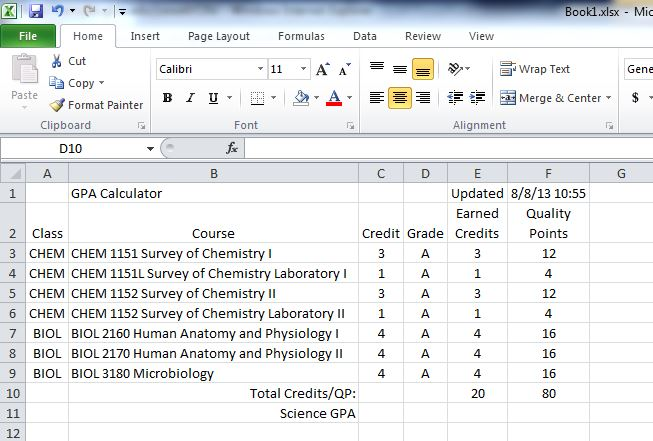 Book1.xlsx - Mic
File Home Insert Page Layout Formulas Data Review View
Paste
Cut
Copy
Format Painter
Clipboard
Calibri 11 A A
B I U A
Font
Wrap Text
Merge & Center
Alignment
Gene
$
D10 fx
A B C D E F G
1 GPA Calculator Updated 8/8/13 10:55
2 Class Course Credit Grade Earned Credits Quality Points
3 CHEM CHEM 1151 Survey of Chemistry I 3 A 3 12
4 CHEM CHEM 1151L Survey of Chemistry Laboratory I 1 A 1 4
5 CHEM CHEM 1152 Survey of Chemistry II 3 A 3 12
6 CHEM CHEM 1152 Survey of Chemistry Laboratory II 1 A 1 4
7 BIOL BIOL 2160 Human Anatomy and Physiology I 4 A 4 16
8 BIOL BIOL 2170 Human Anatomy and Physiology II 4 A 4 16
9 BIOL BIOL 3180 Microbiology 4 A 4 16
10 Total Credits/QP: 20 80
11 Science GPA
12